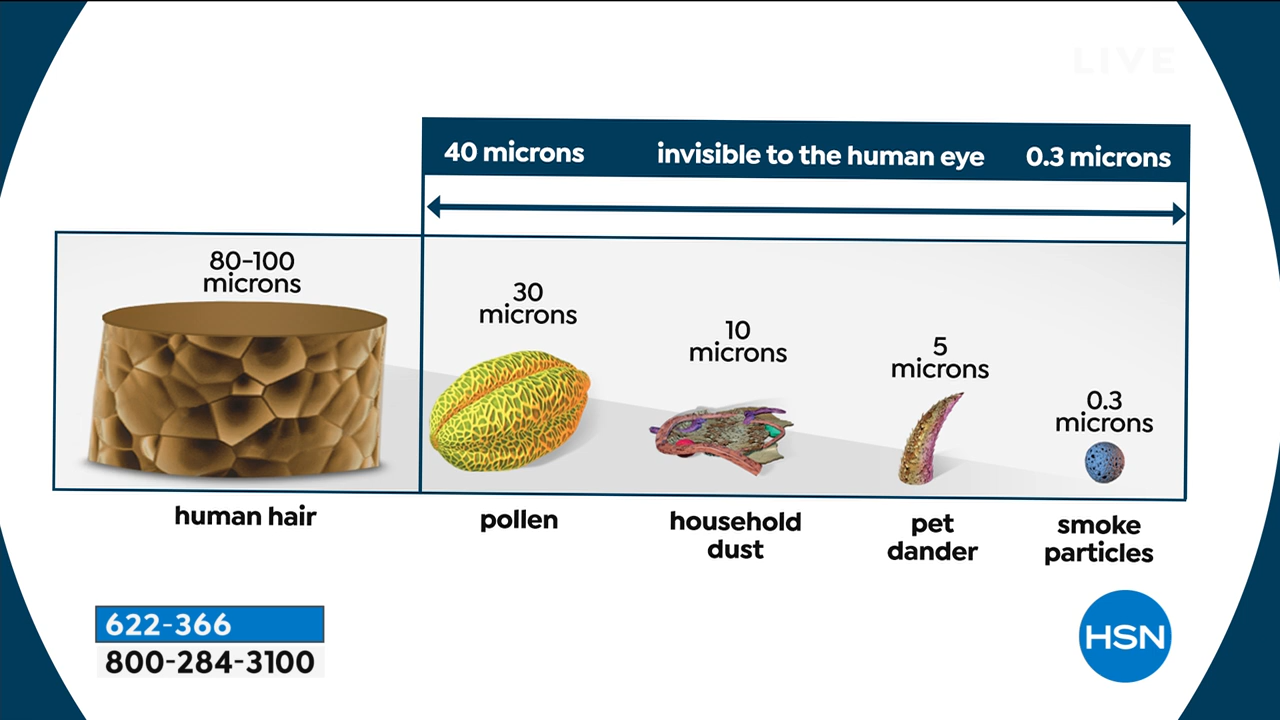 LIVE
40 microns invisible to the human eye 0.3 microns
80-100
microns
30
microns
10
microns
5
microns
0.3
microns
human hair
pollen
household
dust
pet
dander
smoke
particles
622-366
800-284-3100
HSN